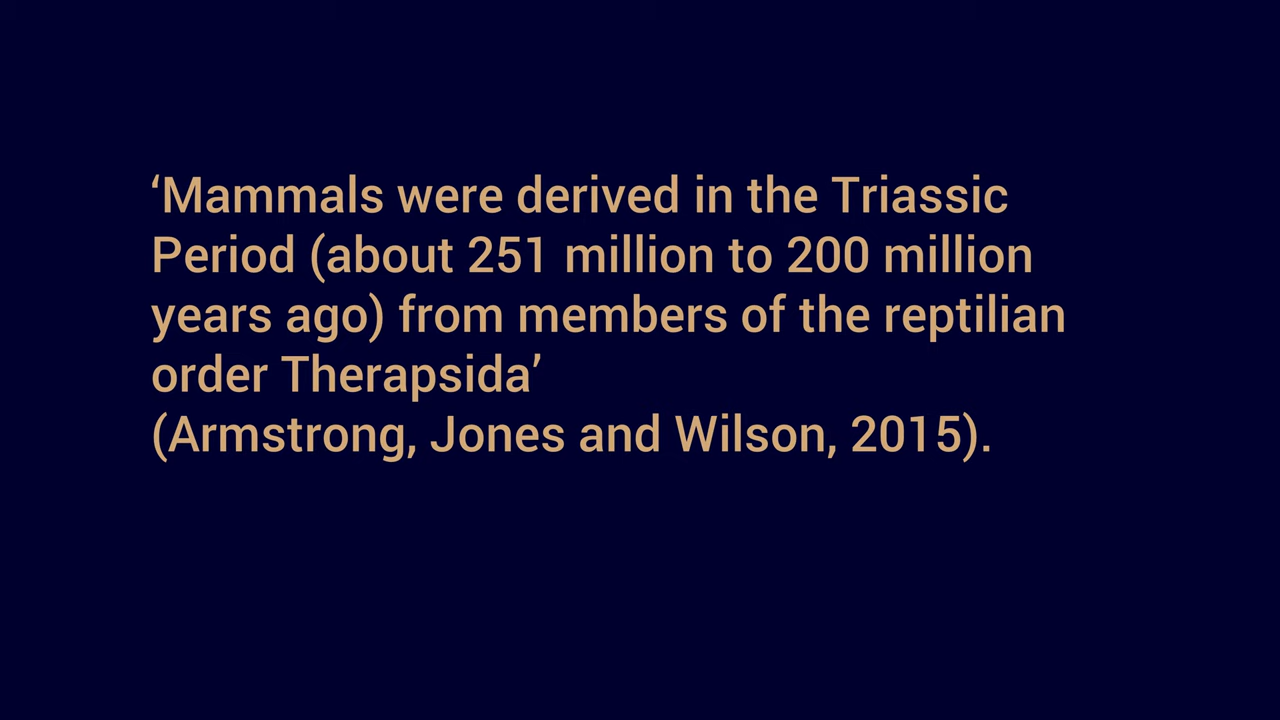 ‘Mammals were derived in the Triassic
Period (about 251 million to 200 million
years ago) from members of the reptilian
order Therapsida’
(Armstrong, Jones and Wilson, 2015).